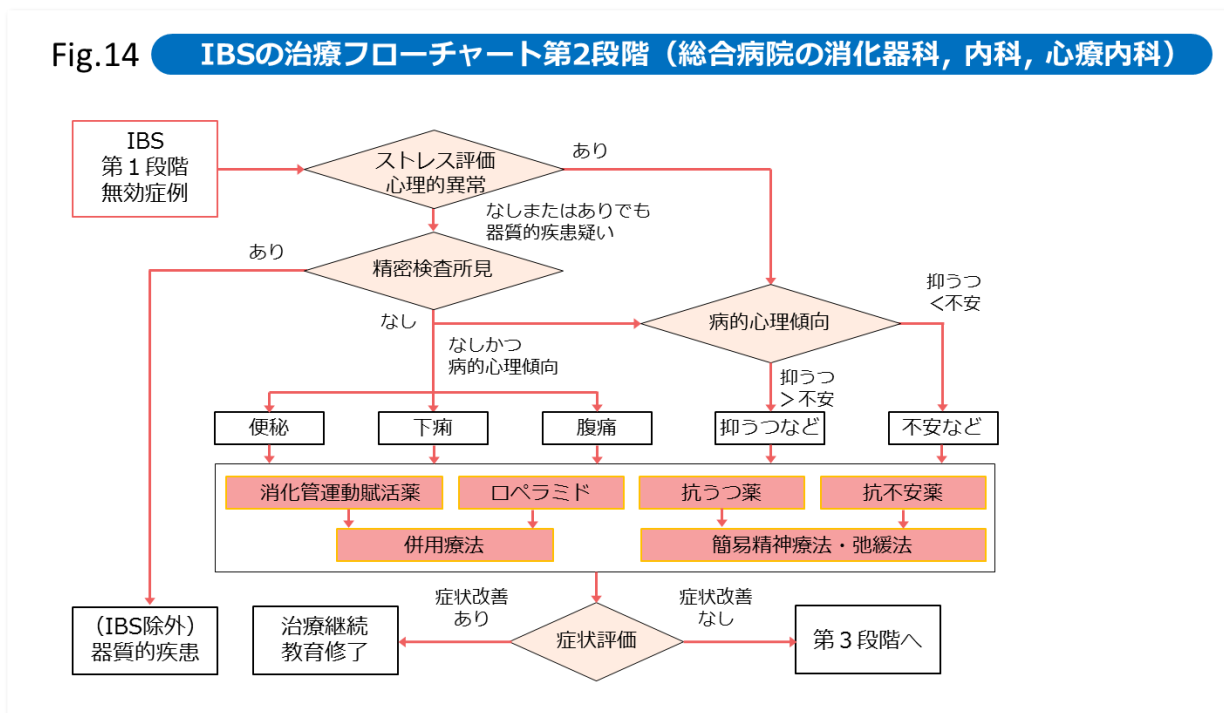 Fig.14
IBSの治療フローチャート第2段階（総合病院の消化器科, 内科, 心療内科）
IBS
第１段階
無効症例
ストレス評価
心理的異常
あり
なしまたはありでも
器質的疾患疑い
あり
精密検査所見
抑うつ
＜不安
病的心理傾向
なし
なしかつ
病的心理傾向
抑うつ
＞不安
便秘
下痢
腹痛
抑うつなど
不安など
消化管運動賦活薬
ロペラミド
抗うつ薬
抗不安薬
併用療法
簡易精神療法・弛緩法
症状改善
あり
症状改善
なし
（IBS除外）
器質的疾患
治療継続
教育修了
症状評価
第３段階へ